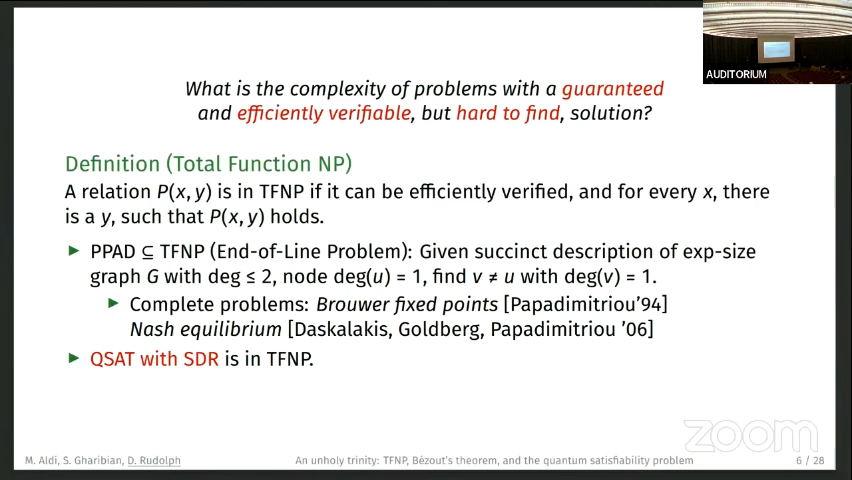 AUDITORIUM
What is the complexity of problems with a guaranteed
and efficiently verifiable, but hard to find, solution?
Definition (Total Function NP)
A relation P(x, y) is in TFNP if it can be efficiently verified, and for every x, there
is a y, such that P(x, y) holds.
▶ PPAD ⊆ TFNP (End-of-Line Problem): Given succinct description of exp-size
graph G with deg ≤ 2, node deg(u) = 1, find v ≠ u with deg(v) = 1.
▶ Complete problems: Brouwer fixed points [Papadimitriou'94]
Nash equilibrium [Daskalakis, Goldberg, Papadimitriou '06]
▶ QSAT with SDR is in TFNP.
zoom
M. Aldi, S. Gharibian, D. Rudolph An unholy trinity: TFNP, Bézout's theorem, and the quantum satisfiability problem 6 / 28